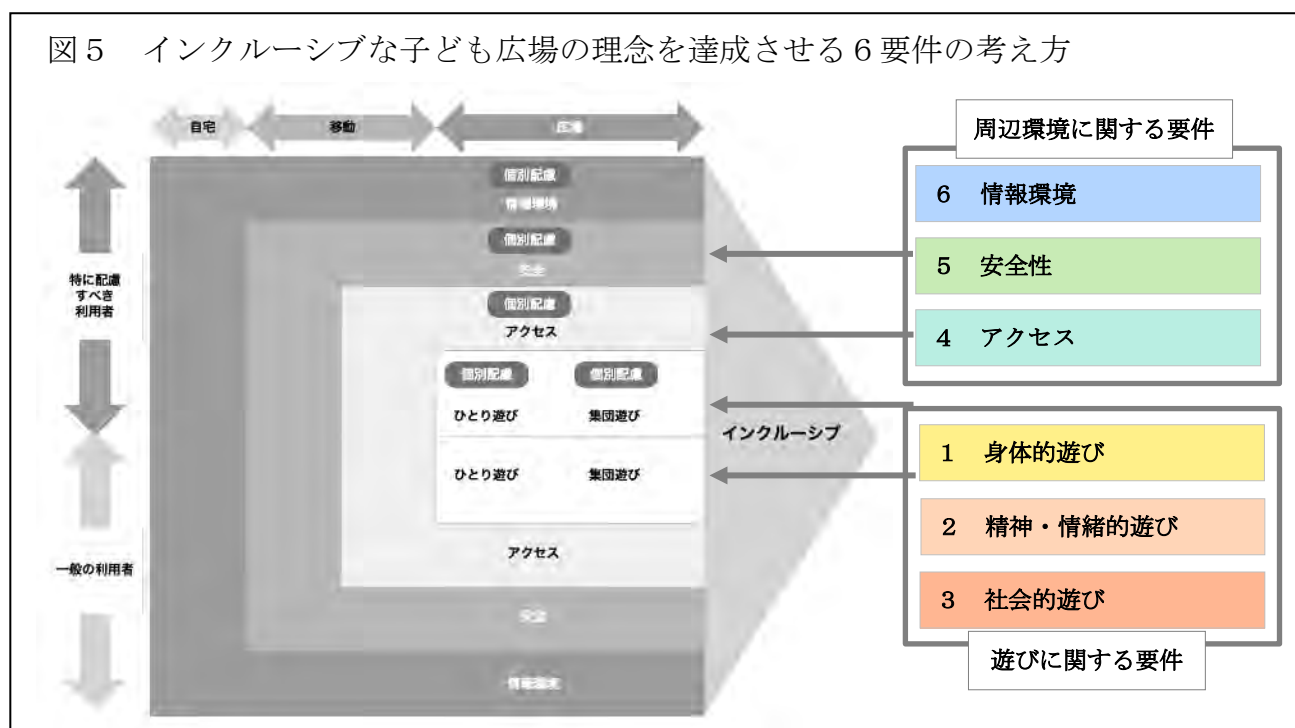 図５　インクルーシブな子ども広場の理念を達成させる６要件の考え方
自宅
移動
広場
特に配慮
すべき
利用者
一般の利用者
個別配慮
情報環境
個別配慮
安全
個別配慮
アクセス
個別配慮
個別配慮
ひとり遊び
集団遊び
ひとり遊び
集団遊び
アクセス
安全
情報環境
インクルーシブ
周辺環境に関する要件
６　情報環境
５　安全性
４　アクセス
１　身体的遊び
２　精神・情緒的遊び
３　社会的遊び
遊びに関する要件